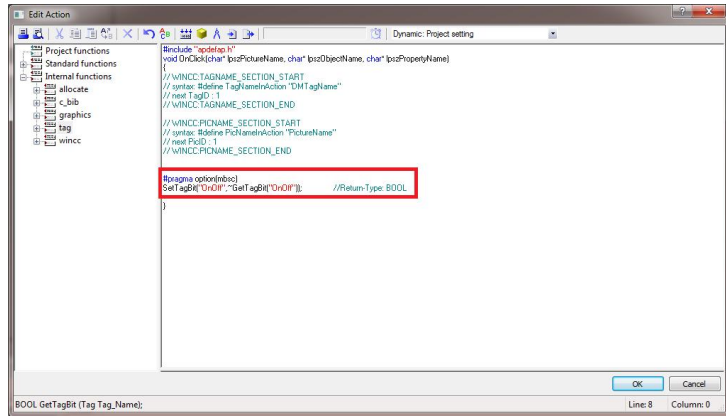 Edit Action
Dynamic: Project setting
Project functions
Standard functions
Internal functions
allocate
c_bib
graphics
tag
wincc
#include "apdefap.h"
void OnClick(char* lpszPictureName, char* lpszObjectName, char* lpszPropertyName)
{
// WINCC:TAGNAME_SECTION_START
// syntax: #define TagNameInAction "DMTagName"
// next TagID : 1
// WINCC:TAGNAME_SECTION_END
// WINCC:PICNAME_SECTION_START
// syntax: #define PicNameInAction "PictureName"
// next PicID : 1
// WINCC:PICNAME_SECTION_END
#pragma option(mbsc)
SetTagBit("OnOff",~GetTagBit("OnOff")); //Return-Type: BOOL
}
OK Cancel
BOOL GetTagBit (Tag Tag_Name); Line: 8 Column: 0